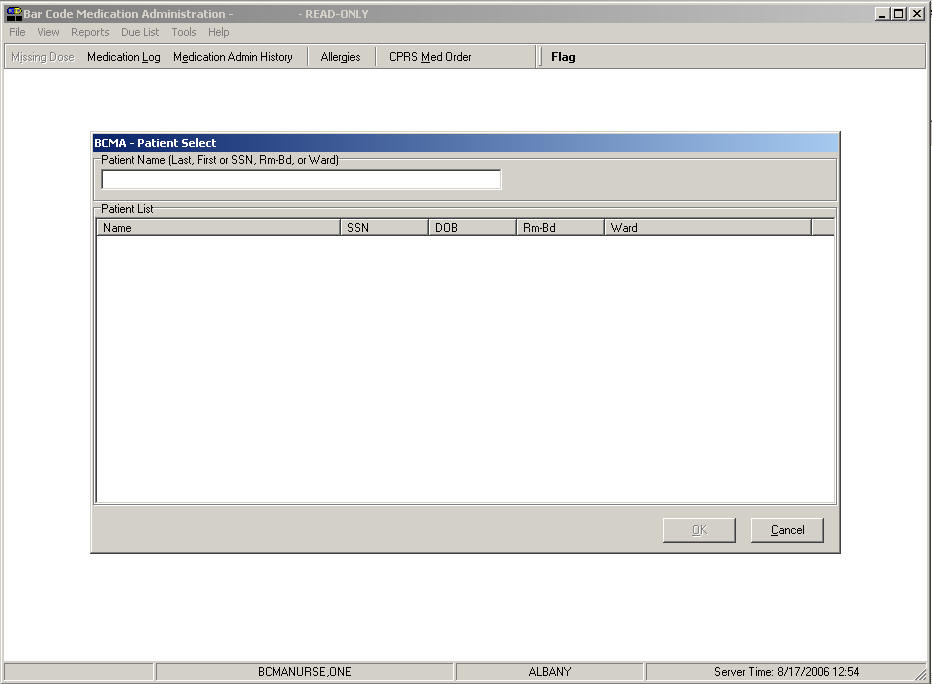 Bar Code Medication Administration - - READ-ONLY
File View Reports Due List Tools Help
Missing Dose Medication Log Medication Admin History Allergies CPRS Med Order Flag
BCMA - Patient Select
Patient Name (Last, First or SSN, Rm-Bd, or Ward)
Patient List
Name SSN DOB Rm-Bd Ward
OK Cancel
BCMANURSE,ONE ALBANY Server Time: 8/17/2006 12:54